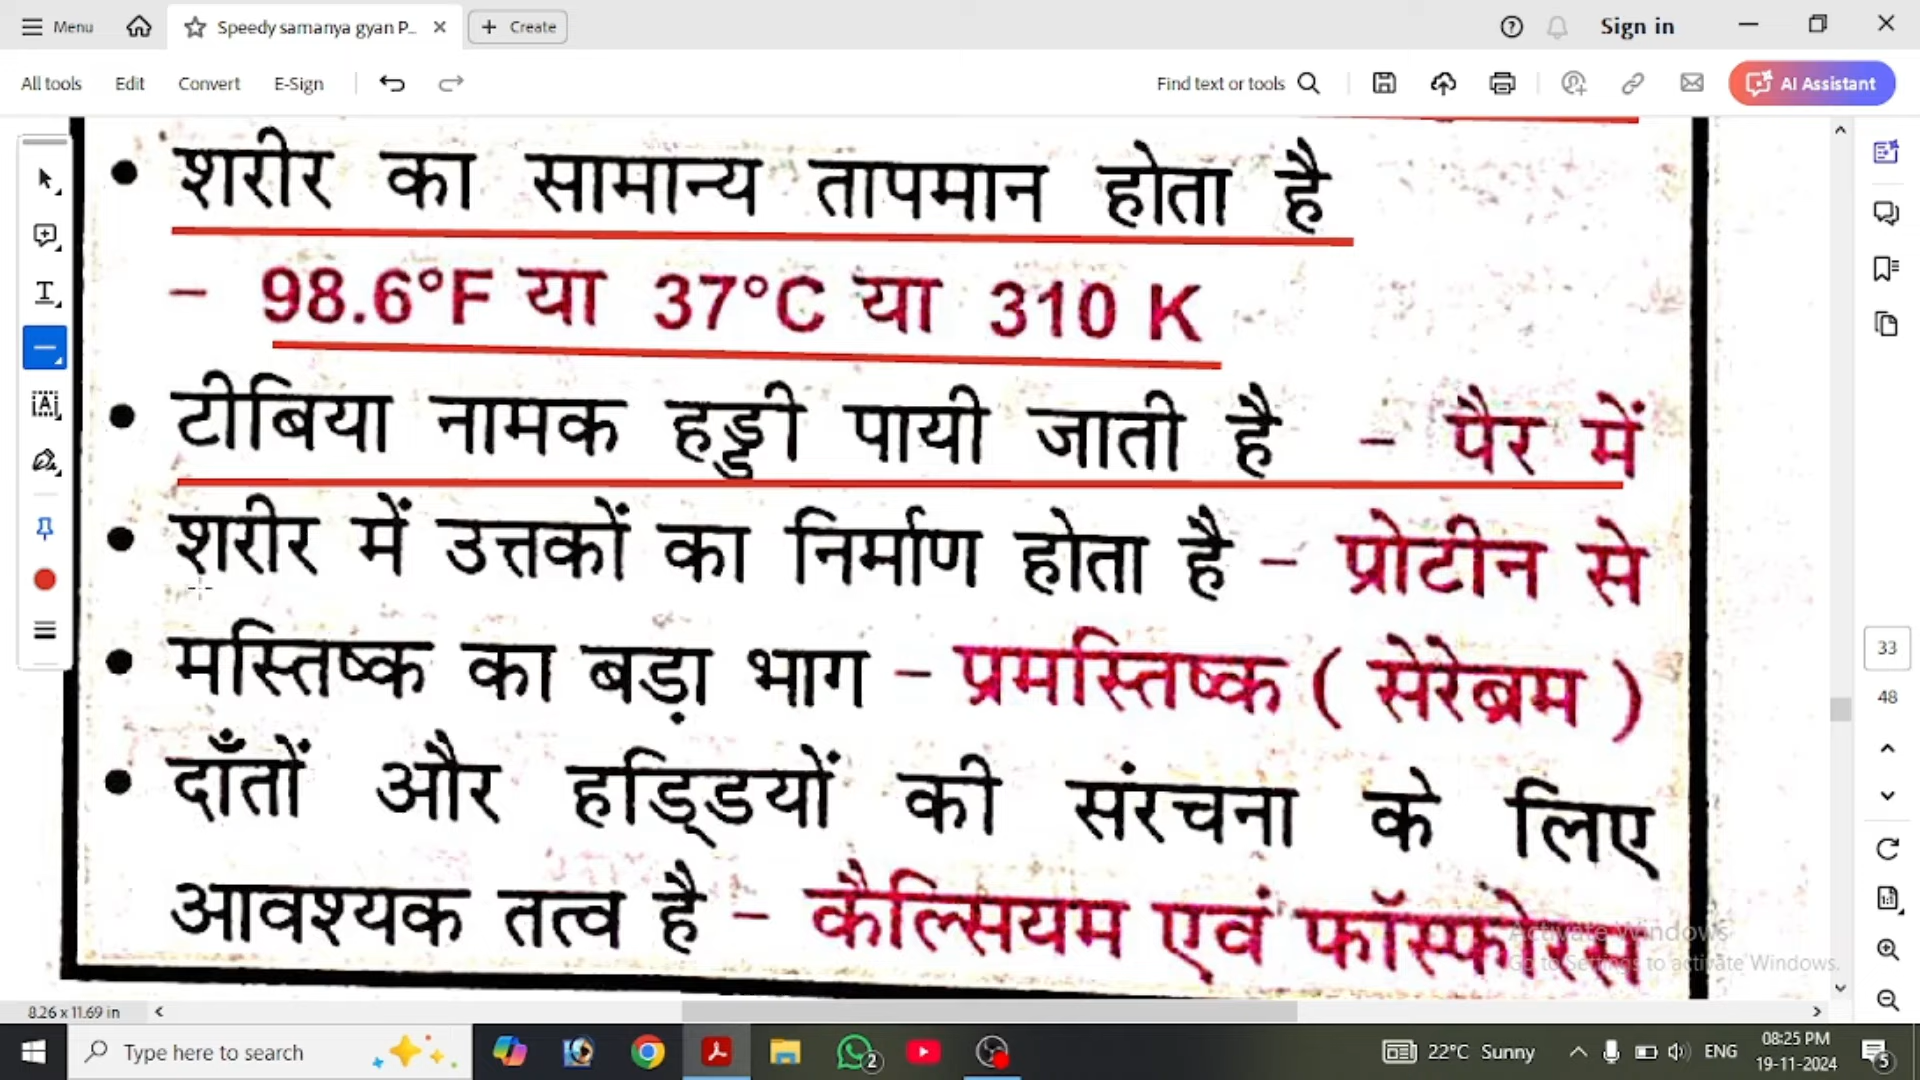 Menu
Speedy samanya gyan P...
Create
Sign in
All tools Edit Convert E-Sign
Find text or tools
AI Assistant
• शरीर का सामान्य तापमान होता है
– 98.6°F या 37°C या 310 K
• टीबिया नामक हड्डी पायी जाती है – पैर में
• शरीर में उत्तकों का निर्माण होता है – प्रोटीन से
• मस्तिष्क का बड़ा भाग – प्रमस्तिष्क ( सेरेब्रम )
• दाँतों और हडि्डयों की संरचना के लिए
आवश्यक तत्व है – कैल्सियम एवं फॉस्फोरस
33
48
Activate Windows
Go to Settings to activate Windows.
8.26 x 11.69 in
Type here to search
2
22°C Sunny
ENG
08:25 PM
19-11-2024
5